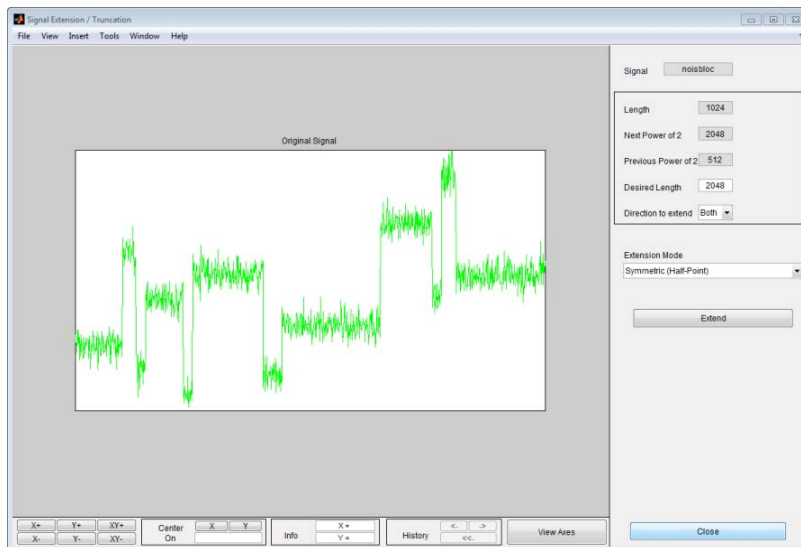 Signal Extension / Truncation
File View Insert Tools Window Help
Signal noisbloc
Length 1024
Next Power of 2 2048
Previous Power of 2 512
Desired Length 2048
Direction to extend Both
Extension Mode
Symmetric (Half-Point)
Extend
Original Signal
X+ Y+ XY+
X- Y- XY-
Center
On
X Y
Info
X =
Y =
History
<- ->
<<-
View Axes
Close